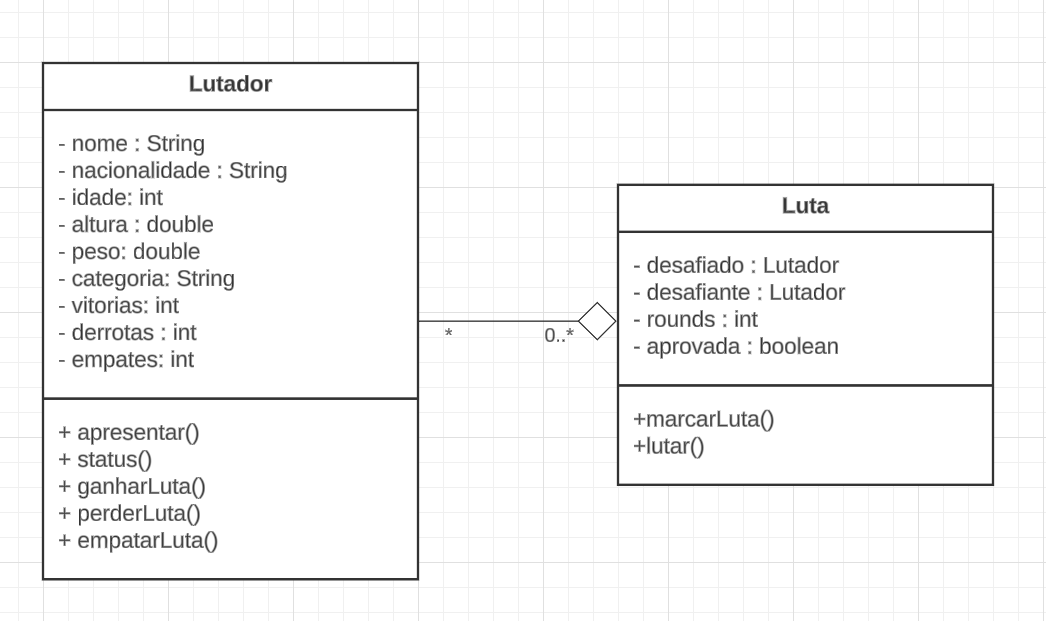 Lutador
- nome : String
- nacionalidade : String
- idade: int
- altura : double
- peso: double
- categoria: String
- vitorias: int
- derrotas : int
- empates: int
+ apresentar()
+ status()
+ ganharLuta()
+ perderLuta()
+ empatarLuta()
*
0..*
Luta
- desafiado : Lutador
- desafiante : Lutador
- rounds : int
- aprovada : boolean
+marcarLuta()
+lutar()